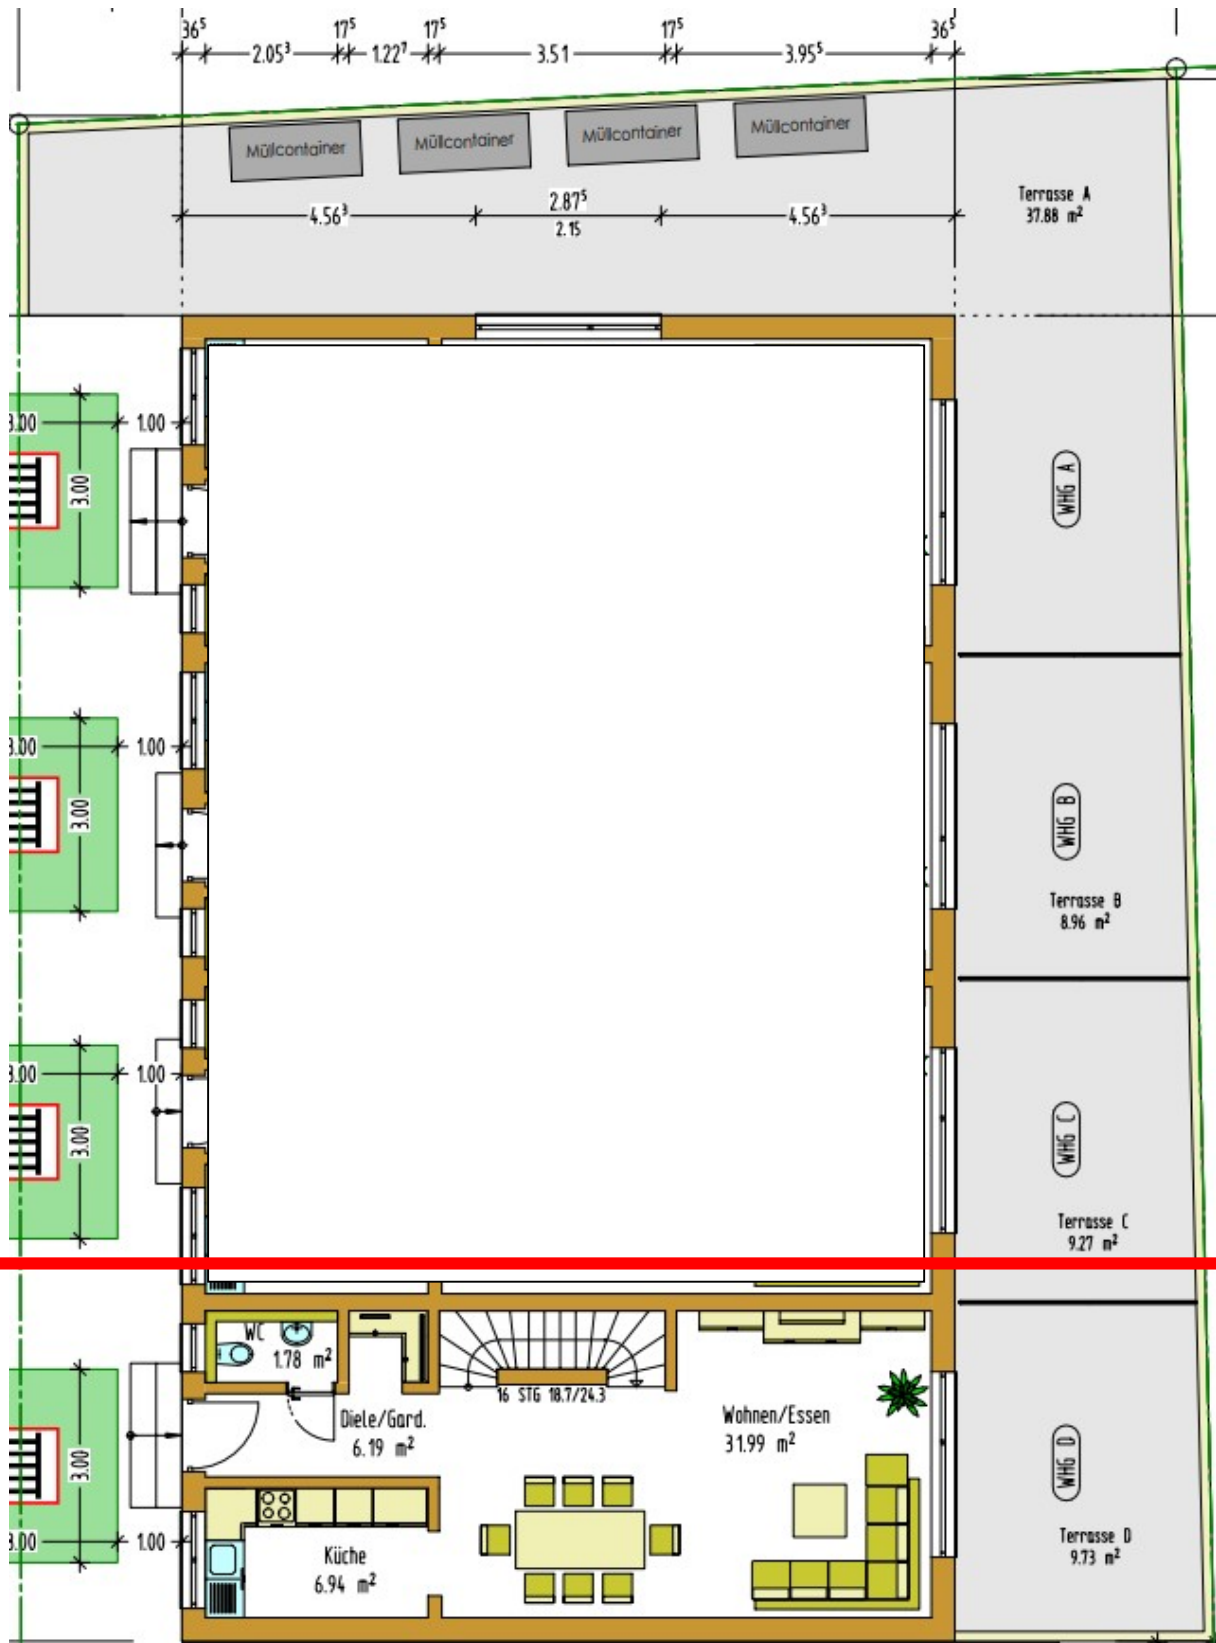 36⁵ 17⁵ 17⁵ 17⁵ 36⁵
2.05³ 1.22⁷ 3.51 3.95⁵
Müllcontainer Müllcontainer Müllcontainer Müllcontainer
Terrasse A
37.88 m²
4.56³ 2.87⁵ 4.56³
2.15
3.00 1.00
3.00
WHG A
3.00 1.00
3.00
WHG B
Terrasse B
8.96 m²
3.00 1.00
3.00
WHG C
Terrasse C
9.27 m²
WC
1.78 m²
16 STG 18.7/24.3
Diele/Gard.
6.19 m²
Wohnen/Essen
31.99 m²
3.00
WHG D
3.00 1.00
Küche
6.94 m²
Terrasse D
9.73 m²